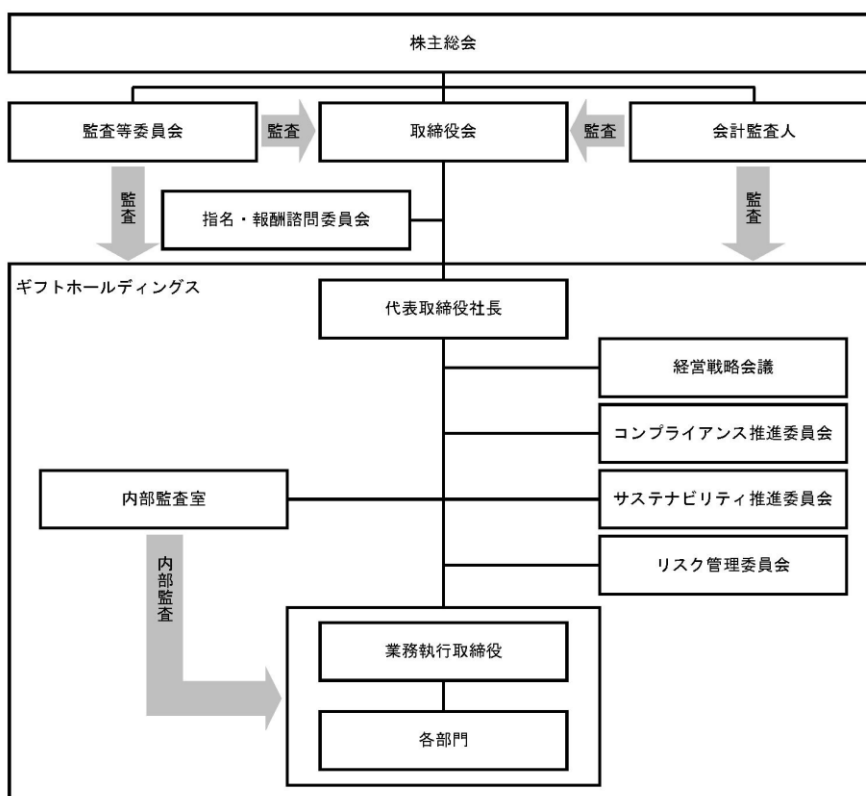 株主総会
監査等委員会
監査
取締役会
監査
会計監査人
監査
指名・報酬諮問委員会
監査
ギフトホールディングス
代表取締役社長
経営戦略会議
コンプライアンス推進委員会
内部監査室
サステナビリティ推進委員会
リスク管理委員会
内部監査
業務執行取締役
各部門